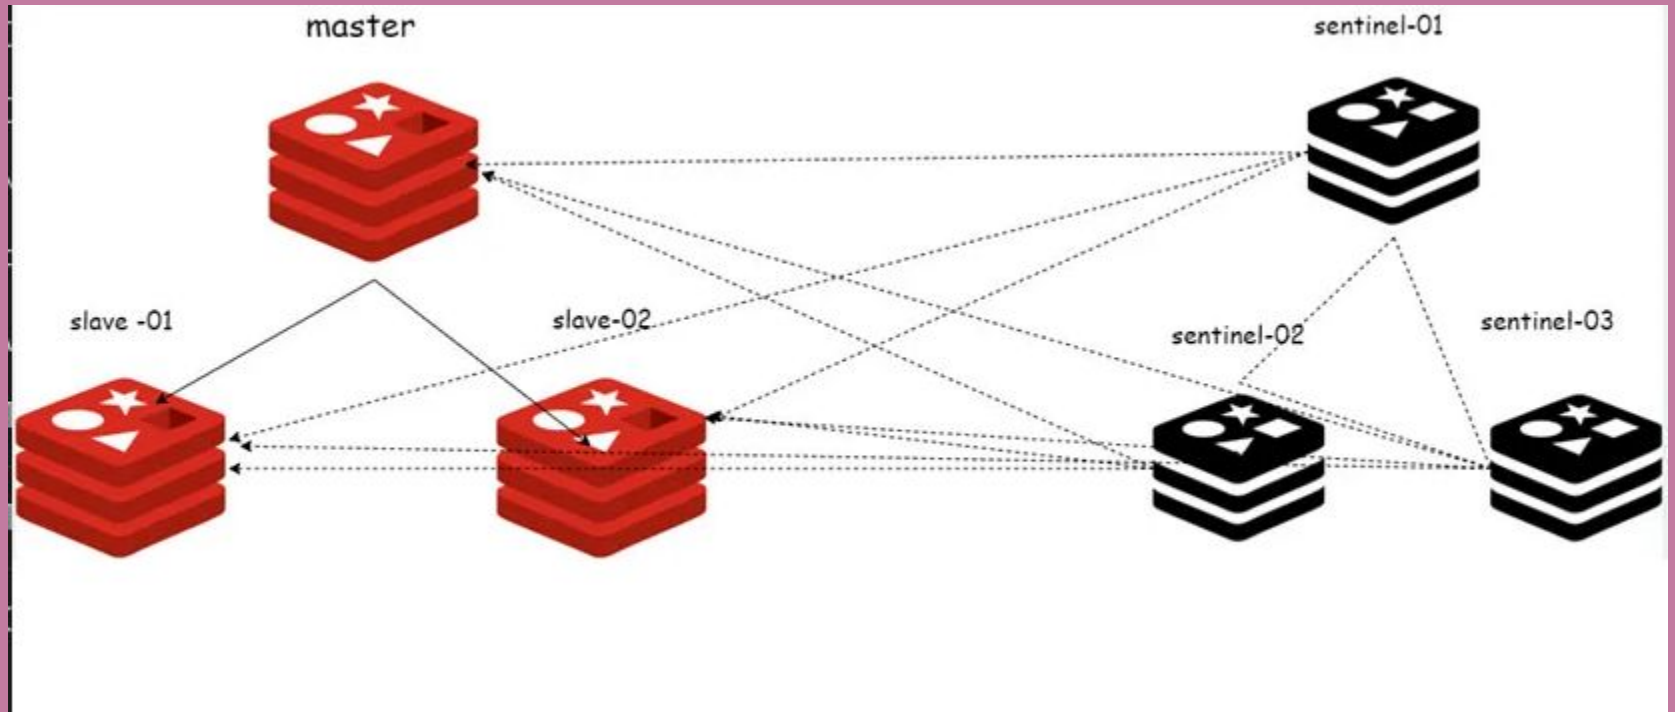 master
sentinel-01
slave -01
slave-02
sentinel-02
sentinel-03